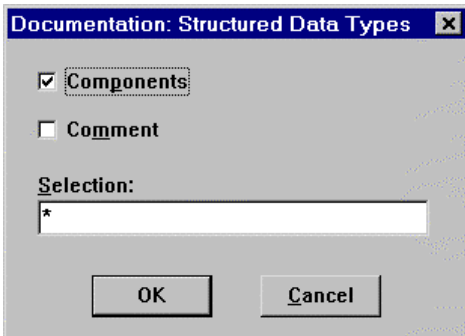 Documentation: Structured Data Types
Components
Comment
Selection:
*
OK
Cancel